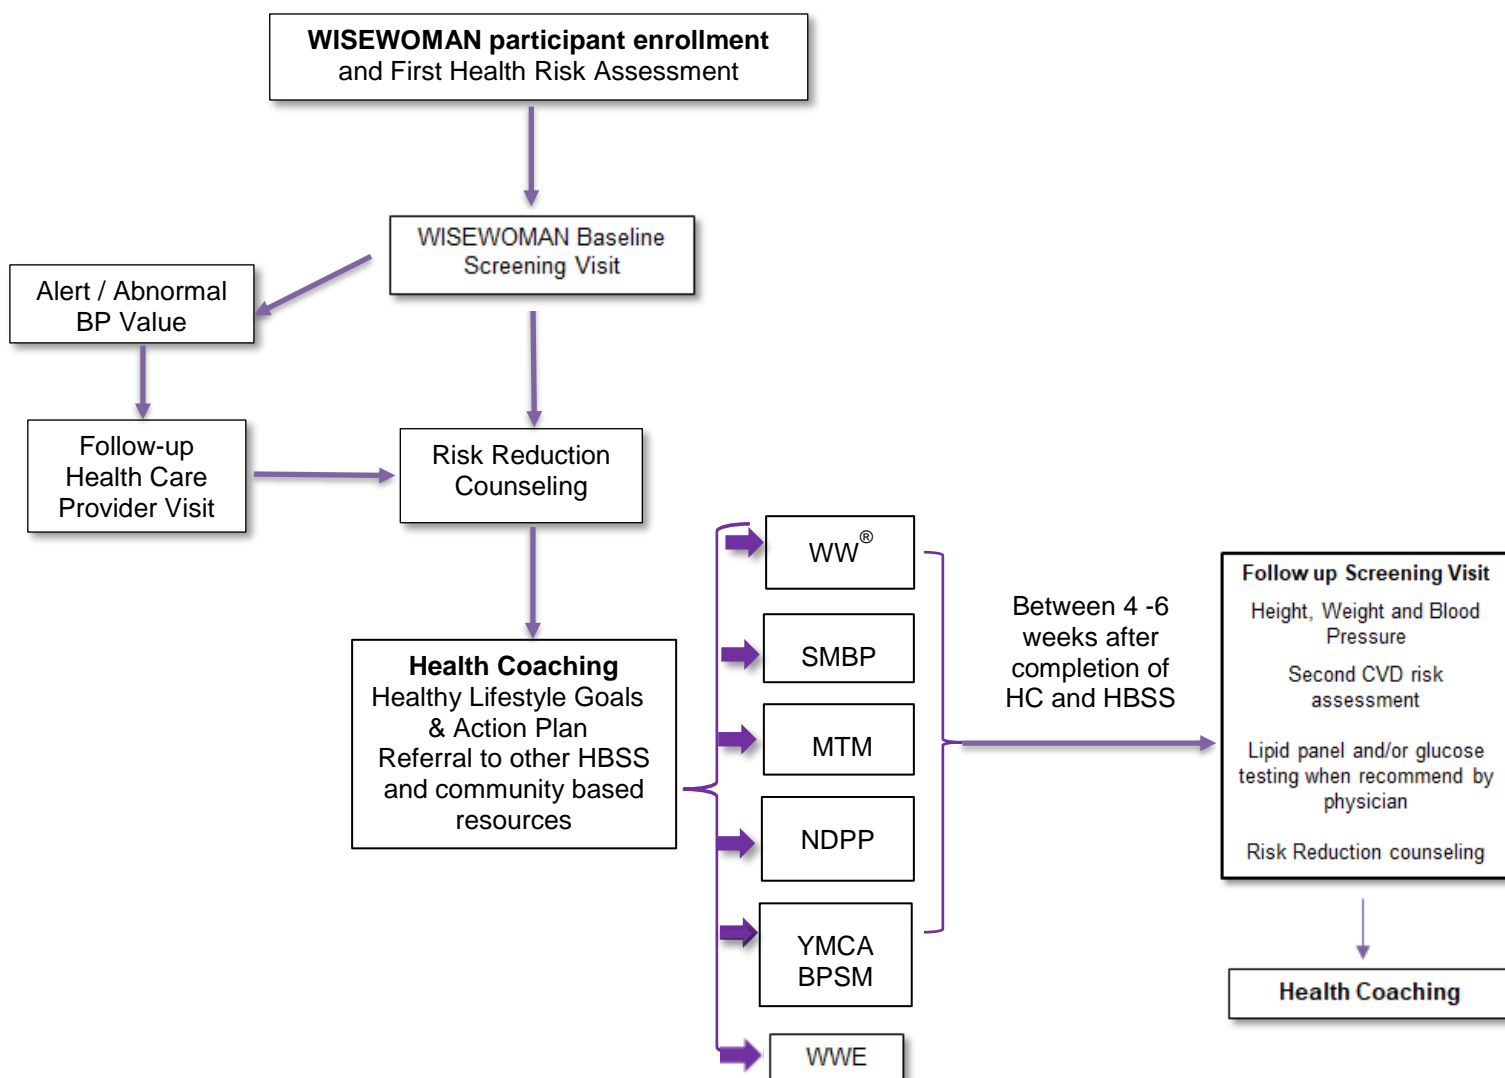 WISEWOMAN participant enrollment
and First Health Risk Assessment
WISEWOMAN Baseline
Screening Visit
Alert / Abnormal
BP Value
Follow-up
Health Care
Provider Visit
Risk Reduction
Counseling
Health Coaching
Healthy Lifestyle Goals
& Action Plan
Referral to other HBSS
and community based
resources
WW®
SMBP
MTM
NDPP
YMCA
BPSM
WWE
Between 4 -6
weeks after
completion of
HC and HBSS
Follow up Screening Visit
Height, Weight and Blood
Pressure
Second CVD risk
assessment
Lipid panel and/or glucose
testing when recommend by
physician
Risk Reduction counseling
Health Coaching